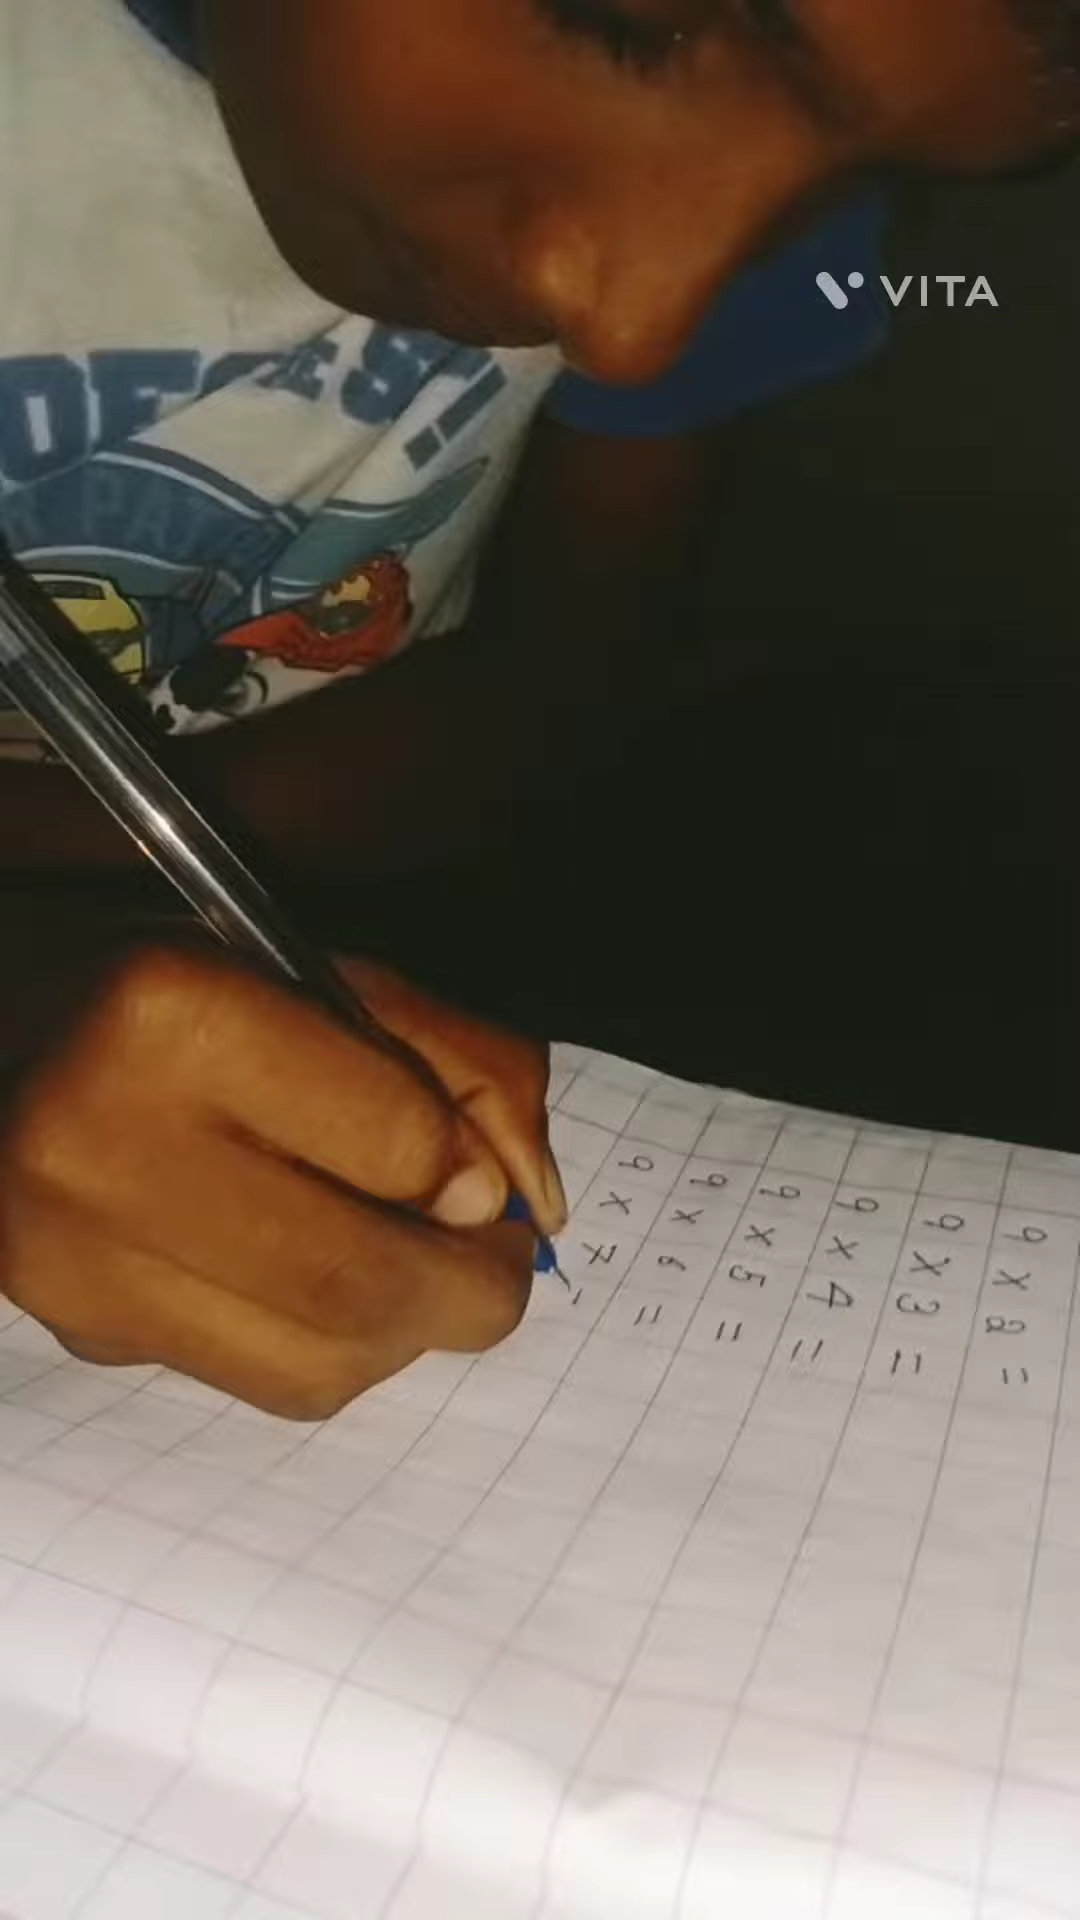 VITA
9 x 2 =
9 x 3 =
9 x 4 =
9 x 5 =
9 x 6 =
9 x 7 -